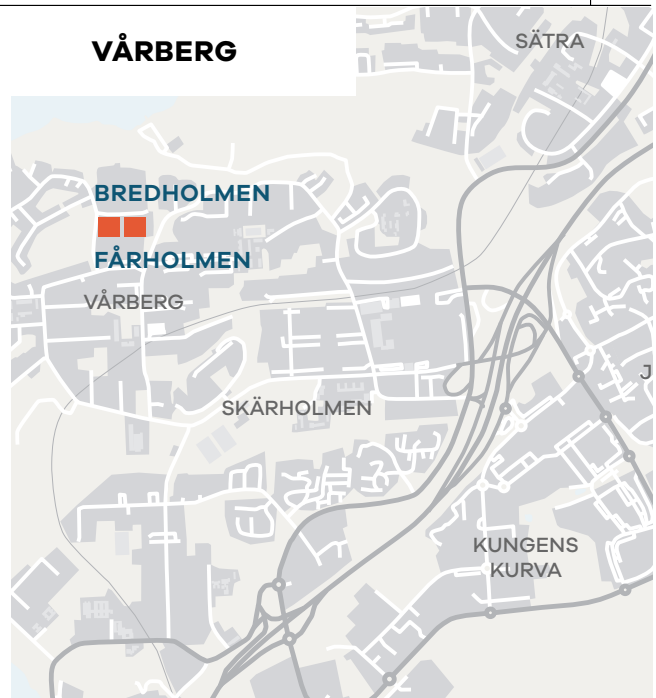 VÅRBERG
SÄTRA
BREDHOLMEN
FÅRHOLMEN
VÅRBERG
J
SKÄRHOLMEN
KUNGENS
KURVA